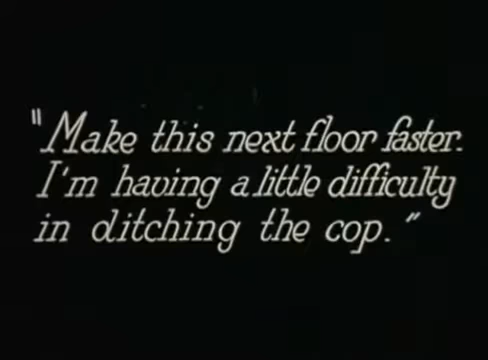 "Make this next floor faster.
I'm having a little difficulty
in ditching the cop."